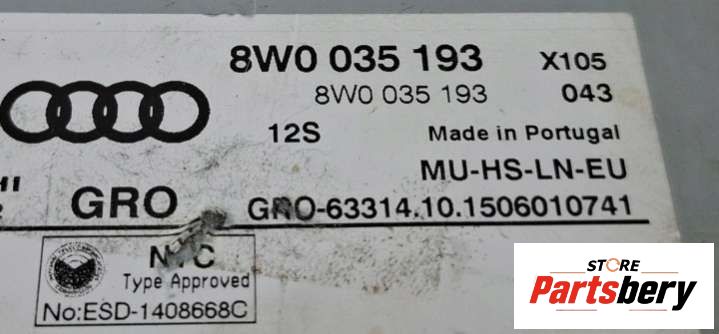 8W0 035 193 X105
8W0 035 193 043
12S Made in Portugal
MU-HS-LN-EU
GRO GRO-63314.10.1506010741
Type Approved
No:ESD-1408668C
STORE
Partsbery